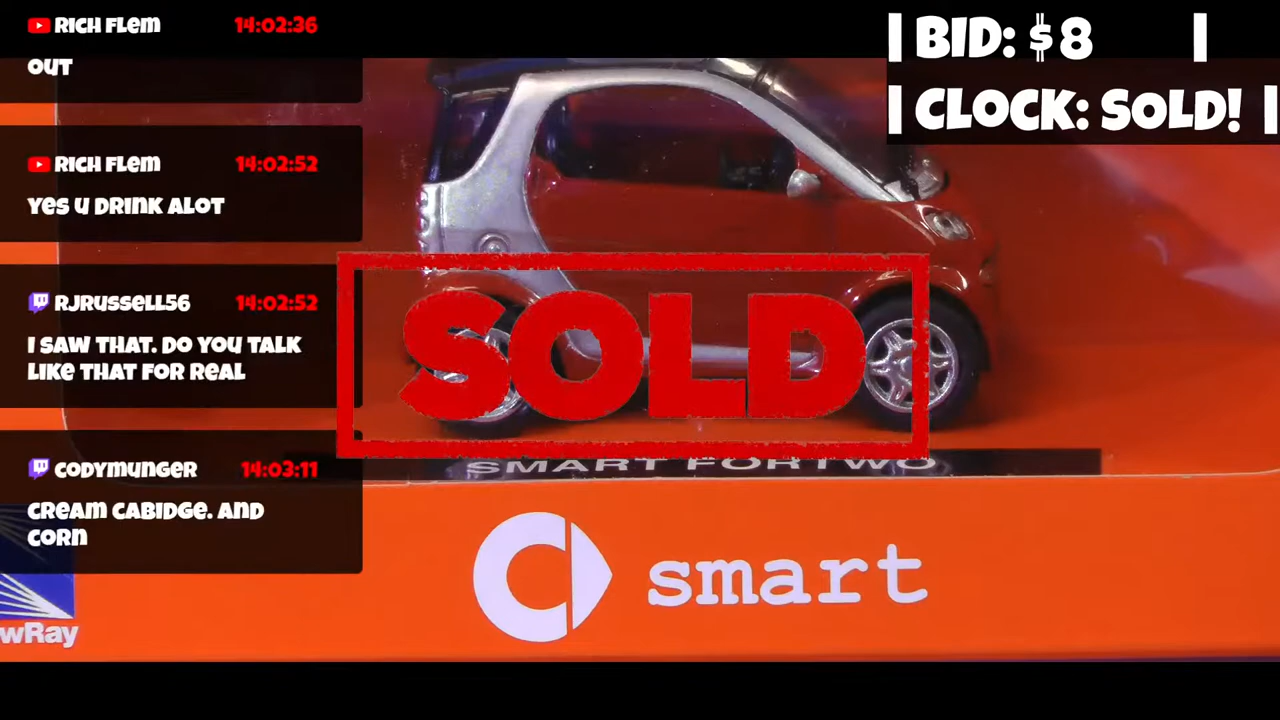 RICH FLEM 14:02:36
OUT
RICH FLEM 14:02:52
YES U DRINK ALOT
RJRUSSELL56 14:02:52
I SAW THAT. DO YOU TALK
LIKE THAT FOR REAL
CODYMUNGER 14:03:11
CREAM CABIDGE. AND
CORN
| BID: $8 |
| CLOCK: SOLD! |
SOLD
SMART FORTWO
smart
wRay